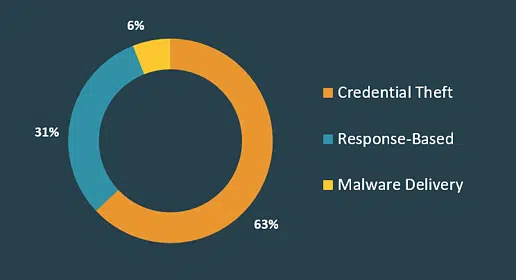 6%
31%
63%
Credential Theft
Response-Based
Malware Delivery